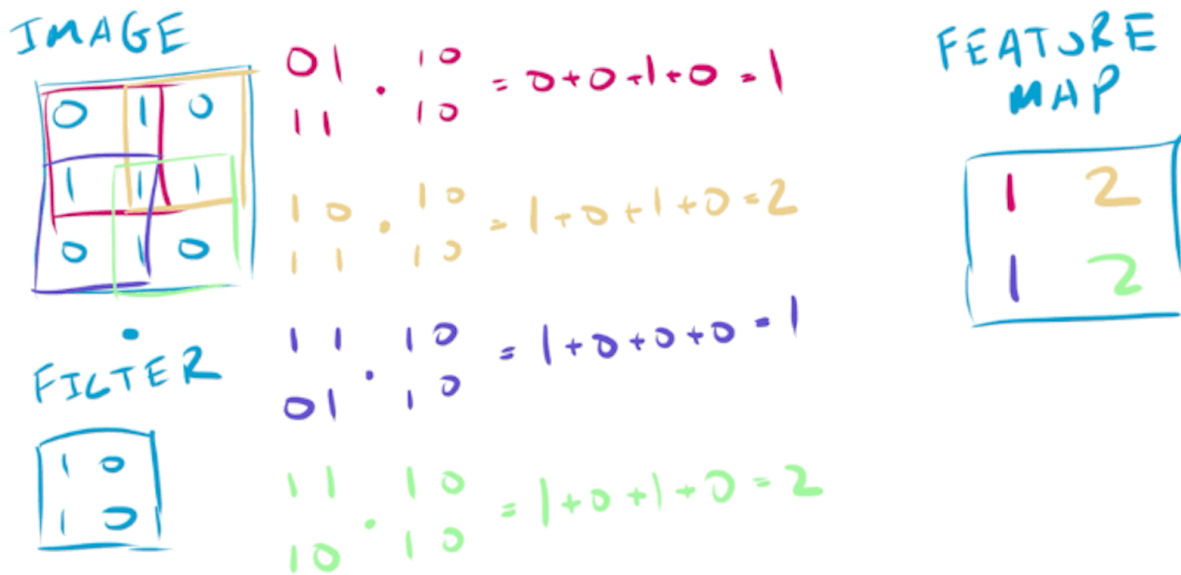 IMAGE
0 1 0
1 1 1
0 1 0
.
FILTER
1 0
1 0
01 . 10 = 0+0+1+0=1
11 10
10 . 10 = 1+0+1+0=2
11 10
11 . 10 = 1+0+0+0=1
01 10
11 . 10 = 1+0+1+0=2
10 10
FEATURE
MAP
1 2
1 2